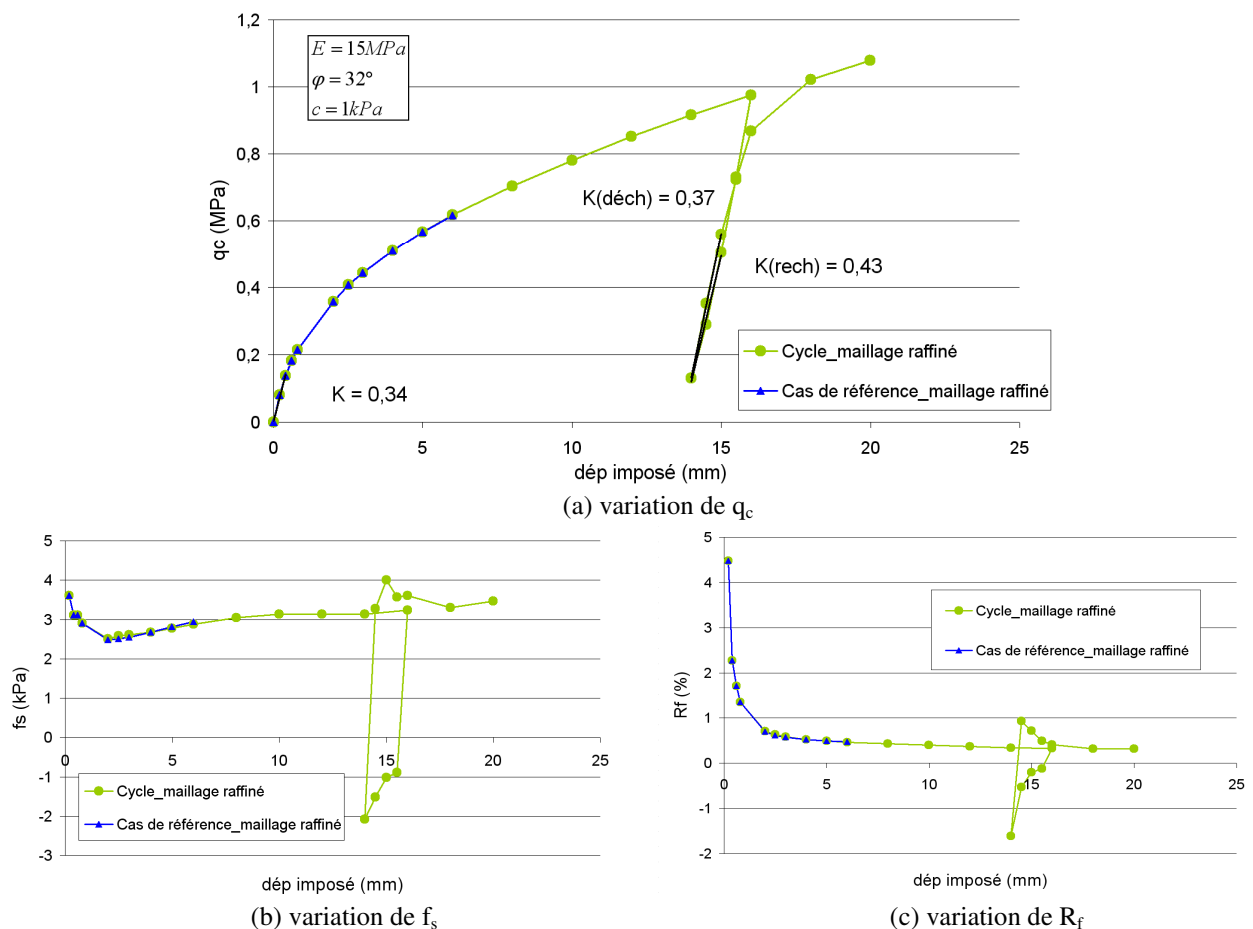 1,2
1
0,8
0,6
0,4
0,2
0
qc (MPa)
E = 15MPa
φ = 32°
c = 1kPa
K(déch) = 0,37
K(rech) = 0,43
K = 0,34
Cycle_maillage raffiné
Cas de référence_maillage raffiné
0 5 10 15 20 25
dép imposé (mm)
(a) variation de qc
5
4
3
2
1
0
-1
-2
-3
fs (kPa)
0 5 10 15 20 25
Cycle_maillage raffiné
Cas de référence_maillage raffiné
dép imposé (mm)
(b) variation de fs
5
4
3
2
1
0
-1
-2
Rf (%)
Cycle_maillage raffiné
Cas de référence_maillage raffiné
0 5 10 15 20 25
dép imposé (mm)
(c) variation de Rf